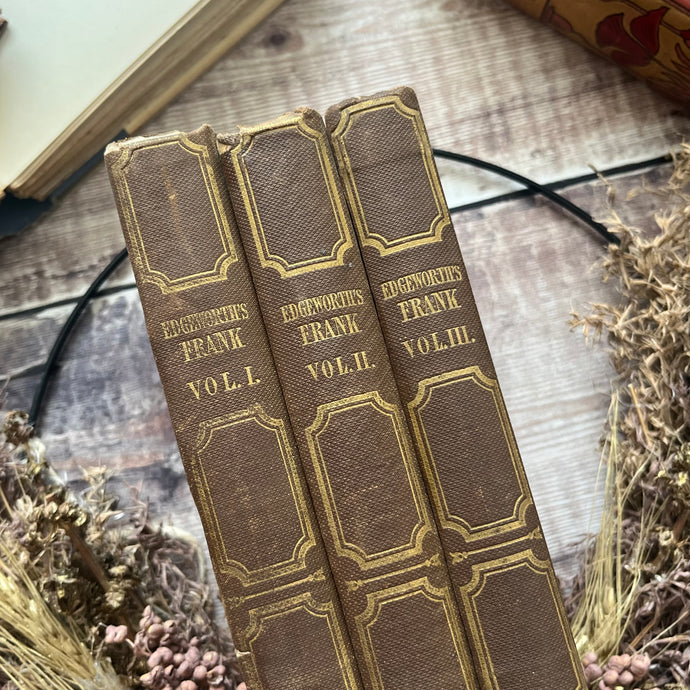 EDGEWORTH'S
FRANK
VOL. I.
EDGEWORTH'S
FRANK
VOL. II.
EDGEWORTH'S
FRANK
VOL. III.